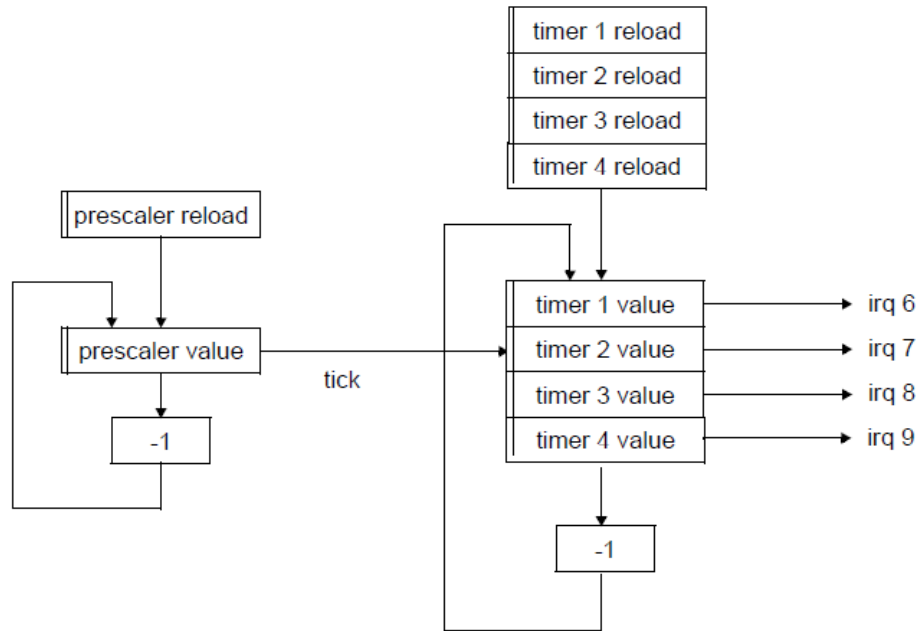 timer 1 reload
timer 2 reload
timer 3 reload
timer 4 reload
prescaler reload
timer 1 value
irq 6
prescaler value
timer 2 value
irq 7
tick
timer 3 value
irq 8
-1
timer 4 value
irq 9
-1